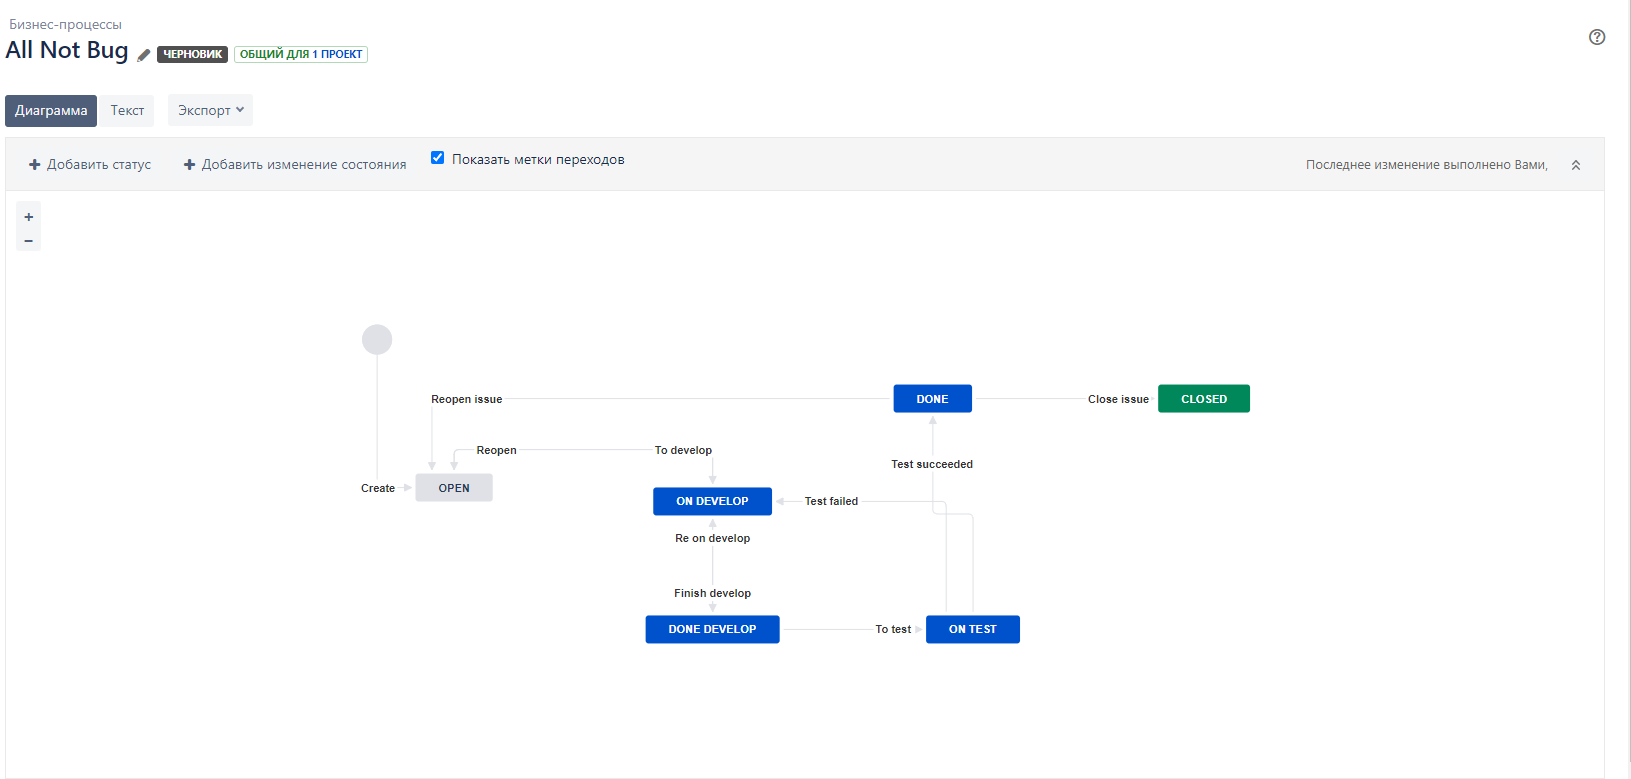 Бизнес-процессы
All Not Bug ЧЕРНОВИК ОБЩИЙ ДЛЯ 1 ПРОЕКТ
Диаграмма Текст Экспорт
+ Добавить статус + Добавить изменение состояния Показать метки переходов Последнее изменение выполнено Вами,
+
−
Reopen issue DONE Close issue CLOSED
Reopen To develop
Test succeeded
Create OPEN
ON DEVELOP Test failed
Re on develop
Finish develop
DONE DEVELOP To test ON TEST